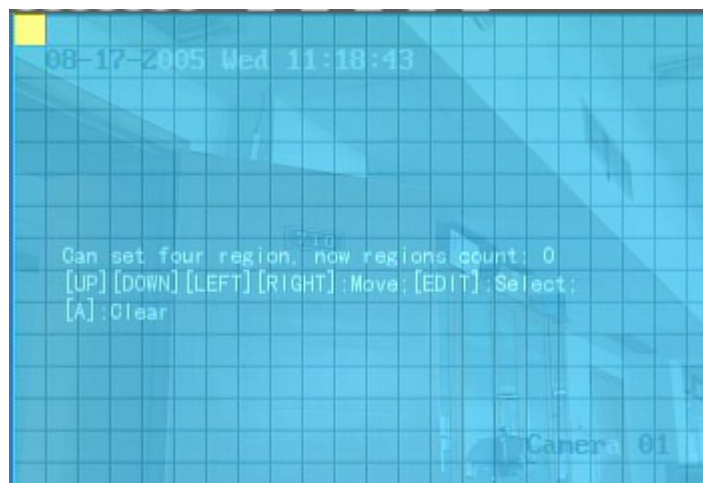 08-17-2005 Wed 11:18:43
Can set four region, now regions count: 0
[UP][DOWN][LEFT][RIGHT]:Move;[EDIT]:Select;
[A]:Clear
Camera 01